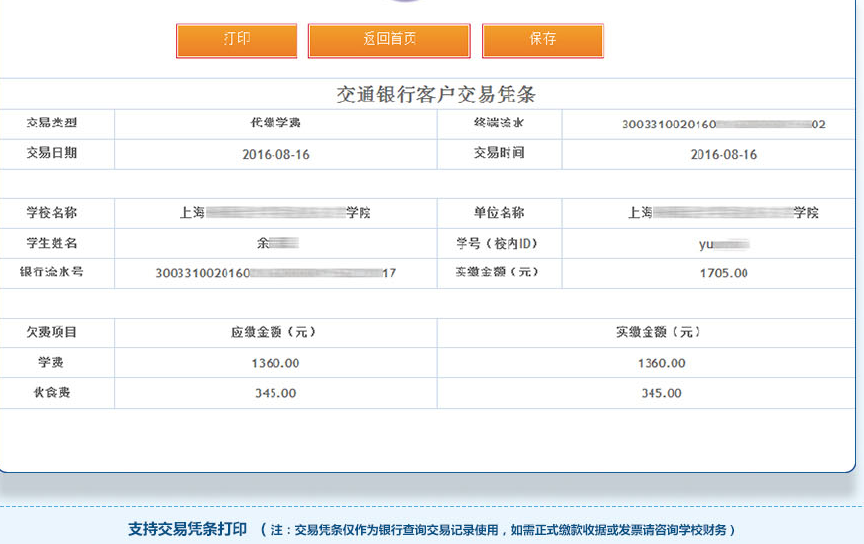 打印 返回首页 保存
交通银行客户交易凭条
交易类型 代缴学费 终端流水 3003310020160 02
交易日期 2016-08-16 交易时间 2016-08-16
学校名称 上海 学院 单位名称 上海 学院
学生姓名 余 学号（校内ID） yu
银行流水号 3003310020160 17 实缴金额（元） 1705.00
欠费项目 应缴金额（元） 实缴金额（元）
学费 1360.00 1360.00
伙食费 345.00 345.00
支持交易凭条打印 （ 注：交易凭条仅作为银行查询交易记录使用，如需正式缴款收据或发票请咨询学校财务 ）